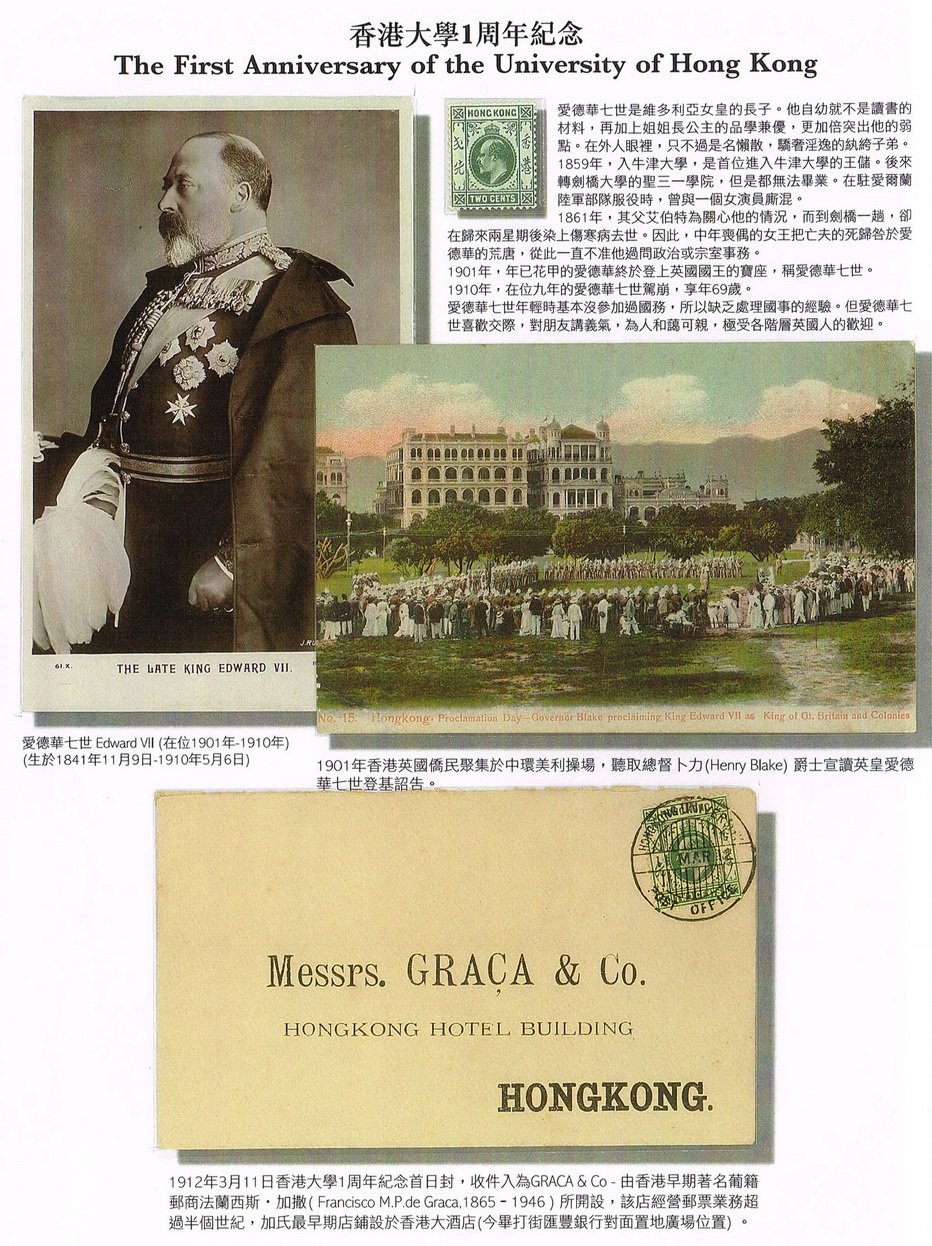 香港大學1周年紀念
The First Anniversary of the University of Hong Kong
HONG KONG
香港
TWO CENTS
愛德華七世是維多利亞女皇的長子。他自幼就不是讀書的
材料，再加上姐姐長公主的品學兼優，更加倍突出他的弱
點。在外人眼裡，只不過是名懶散，驕奢淫逸的紈絝子弟。
1859年，入牛津大學，是首位進入牛津大學的王儲。後來
轉劍橋大學的聖三一學院，但是都無法畢業。在駐愛爾蘭
陸軍部隊服役時，曾與一個女演員廝混。
1861年，其父艾伯特為關心他的情況，而到劍橋一趟，卻
在歸來兩星期後染上傷寒病去世。因此，中年喪偶的女王把亡夫的死歸咎於愛
德華的荒唐，從此一直不准他過問政治或宗室事務。
1901年，年已花甲的愛德華終於登上英國國王的寶座，稱愛德華七世。
1910年，在位九年的愛德華七世駕崩，享年69歲。
愛德華七世年輕時基本沒參加過國務，所以缺乏處理國事的經驗。但愛德華七
世喜歡交際，對朋友講義氣，為人和藹可親，極受各階層英國人的歡迎。
61.X. THE LATE KING EDWARD VII.
No. 15. Hongkong. Proclamation Day—Governor Blake proclaiming King Edward VII as King of Gt. Britain and Colonies
愛德華七世 Edward VII (在位1901年-1910年)
(生於1841年11月9日-1910年5月6日)
1901年香港英國僑民聚集於中環美利操場，聽取總督卜力(Henry Blake) 爵士宣讀英皇愛德
華七世登基詔告。
MAR
OFFICE
Messrs. GRAÇA & Co.
HONGKONG HOTEL BUILDING
HONGKONG.
1912年3月11日香港大學1周年紀念首日封，收件入為GRACA & Co - 由香港早期著名葡籍
郵商法蘭西斯·加撒( Francisco M.P.de Graca,1865－1946 ) 所開設，該店經營郵票業務超
過半個世紀，加氏最早期店鋪設於香港大酒店(今畢打街匯豐銀行對面置地廣場位置) 。